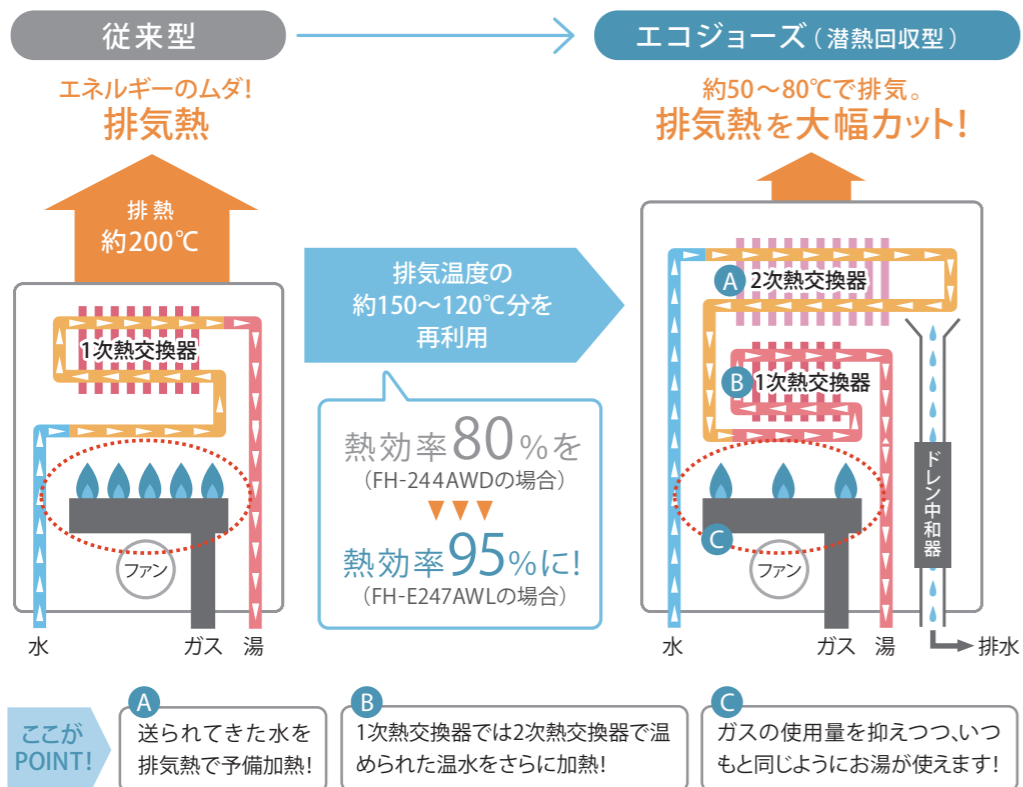 従来型
エコジョーズ（潜熱回収型）
エネルギーのムダ!
排気熱
約50～80℃で排気。
排気熱を大幅カット!
排熱
約200℃
1次熱交換器
ファン
水
ガス
湯
排気温度の
約150～120℃分を
再利用
熱効率80%を
(FH-244AWDの場合)
熱効率95%に!
(FH-E247AWLの場合)
A
2次熱交換器
B
1次熱交換器
C
ファン
ドレン中和器
水
ガス
湯
排水
ここが
POINT!
A
送られてきた水を
排気熱で予備加熱!
B
1次熱交換器では2次熱交換器で温
められた温水をさらに加熱!
C
ガスの使用量を抑えつつ、いつ
もと同じようにお湯が使えます!